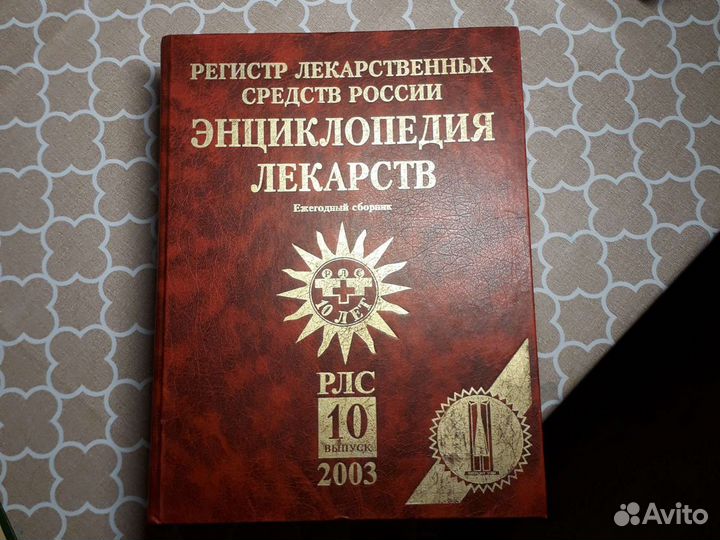 РЕГИСТР ЛЕКАРСТВЕННЫХ
СРЕДСТВ РОССИИ
ЭНЦИКЛОПЕДИЯ
ЛЕКАРСТВ
Ежегодный сборник
РЛС
10 ЛЕТ
РЛС
10
ВЫПУСК
2003
Avito